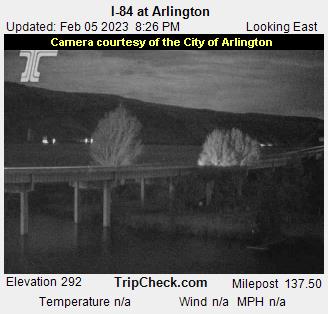 I-84 at Arlington
Updated: Feb 05 2023 8:26 PM Looking East
Camera courtesy of the City of Arlington
Elevation 292 TripCheck.com Milepost 137.50
Temperature n/a Wind n/a MPH n/a